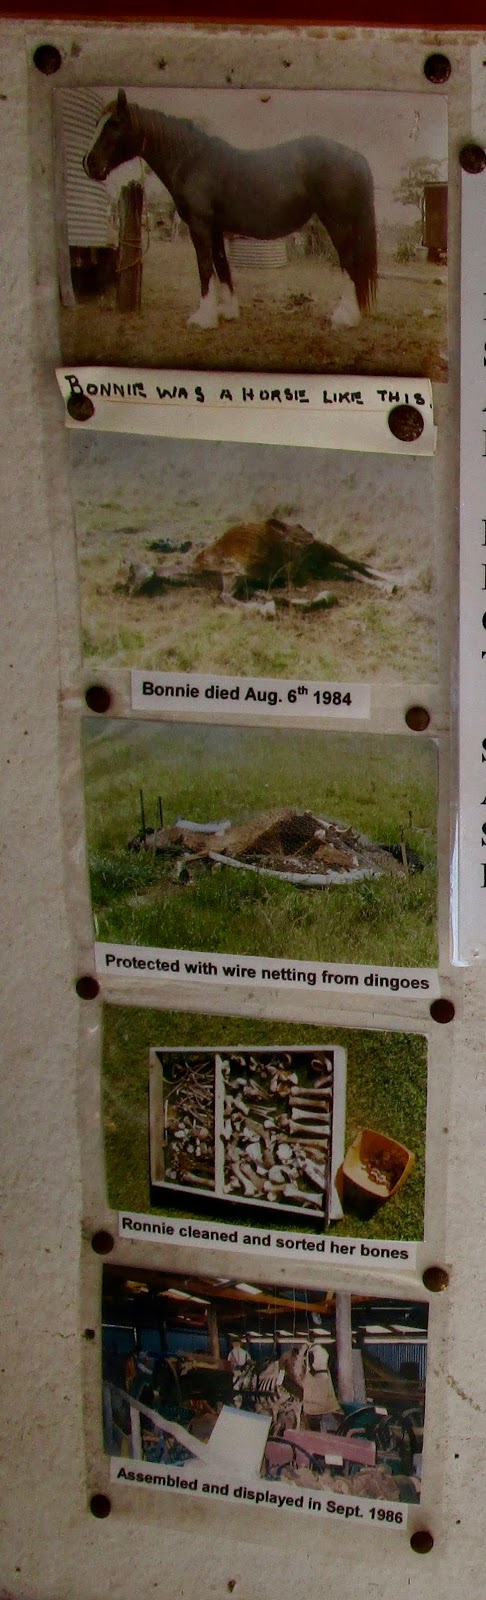 BONNIE WAS A HORSE LIKE THIS.
Bonnie died Aug. 6th 1984
Protected with wire netting from dingoes
Ronnie cleaned and sorted her bones
Assembled and displayed in Sept. 1986